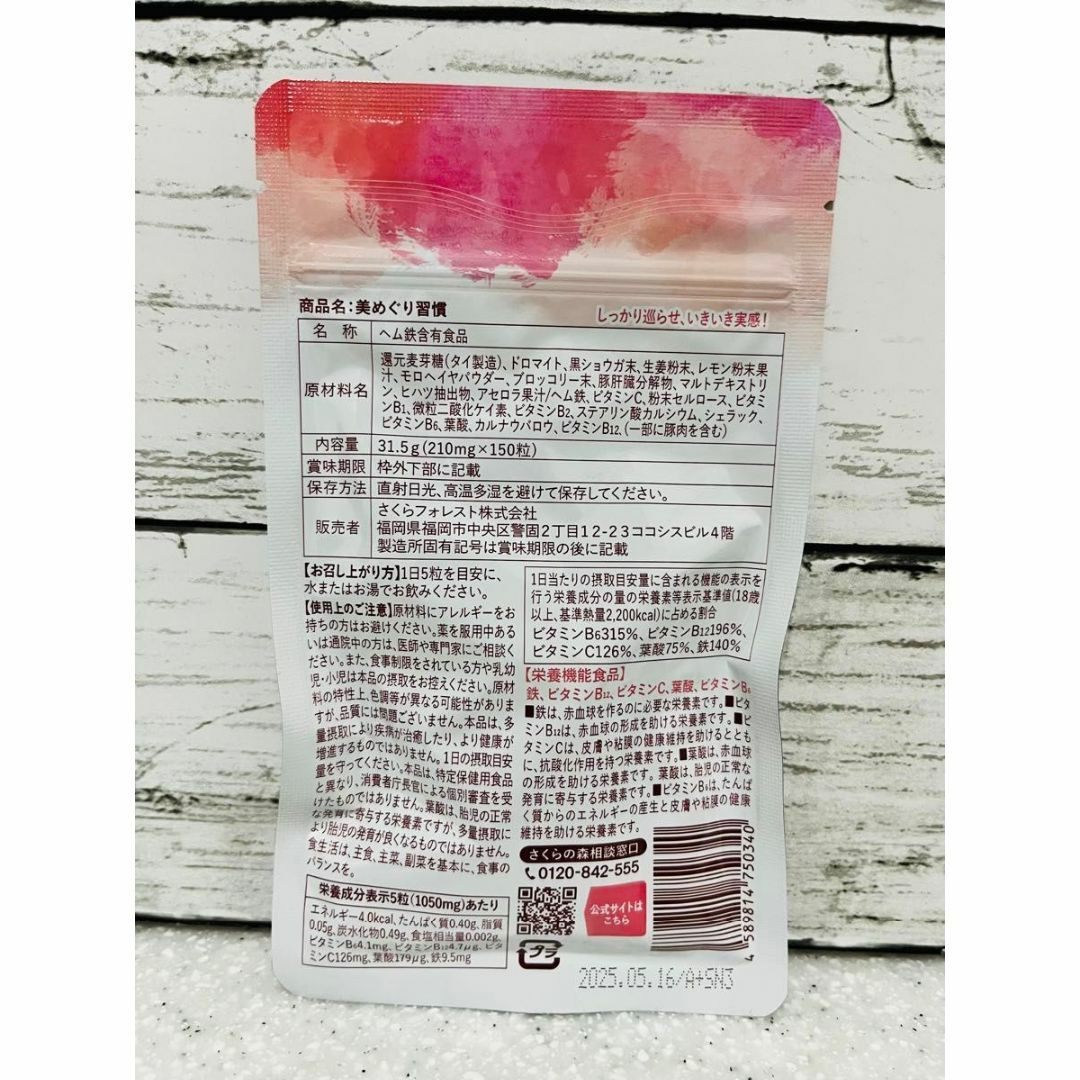 商品名:美めぐり習慣
しっかり巡らせ、いきいき実感!
名 称 ヘム鉄含有食品
原材料名
還元麦芽糖(タイ製造)、ドロマイト、黒ショウガ末、生姜粉末、レモン粉末果
汁、モロヘイヤパウダー、ブロッコリー末、豚肝臓分解物、マルトデキストリ
ン、ヒハツ抽出物、アセロラ果汁/ヘム鉄、ビタミンC、粉末セルロース、ビタミ
ンB1、微粒二酸化ケイ素、ビタミンB2、ステアリン酸カルシウム、シェラック、
ビタミンB6、葉酸、カルナウバロウ、ビタミンB12、(一部に豚肉を含む)
内容量 31.5g(210mg×150粒)
賞味期限 枠外下部に記載
保存方法 直射日光、高温多湿を避けて保存してください。
販売者
さくらフォレスト株式会社
福岡県福岡市中央区警固2丁目12-23ココシスビル4階
製造所固有記号は賞味期限の後に記載
【お召し上がり方】1日5粒を目安に、
水またはお湯でお飲みください。
【使用上のご注意】原材料にアレルギーをお
持ちの方はお避けください。薬を服用中ある
いは通院中の方は、医師や専門家にご相談く
ださい。また、食事制限をされている方や乳幼
児・小児は本品の摂取をお控えください。原材
料の特性上、色調等が異なる可能性がありま
すが、品質には問題ございません。本品は、多
量摂取により疾病が治癒したり、より健康が
増進するものではありません。1日の摂取目安
量を守ってください。本品は、特定保健用食品
と異なり、消費者庁長官による個別審査を受
けたものではありません。葉酸は、胎児の正常
な発育に寄与する栄養素ですが、多量摂取に
より胎児の発育が良くなるものではありません。
食生活は、主食、主菜、副菜を基本に、食事の
バランスを。
栄養成分表示5粒(1050mg)あたり
エネルギー4.0kcal、たんぱく質0.40g、脂質
0.05g、炭水化物0.49g、食塩相当量0.002g、
ビタミンB6 4.1mg、ビタミンB12 4.7μg、ビタ
ミンC126mg、葉酸179μg、鉄9.5mg
1日当たりの摂取目安量に含まれる機能の表示を
行う栄養成分の量の栄養素等表示基準値(18歳
以上、基準熱量2,200kcal)に占める割合
ビタミンB6315%、ビタミンB12196%、
ビタミンC126%、葉酸75%、鉄140%
【栄養機能食品】
鉄、ビタミンB12、ビタミンC、葉酸、ビタミンB6
■鉄は、赤血球を作るのに必要な栄養素です。■ビタ
ミンB12は、赤血球の形成を助ける栄養素です。■ビ
タミンCは、皮膚や粘膜の健康維持を助けるととも
に、抗酸化作用を持つ栄養素です。■葉酸は、赤血球
の形成を助ける栄養素です。葉酸は、胎児の正常な
発育に寄与する栄養素です。■ビタミンB6は、たんぱ
く質からのエネルギーの産生と皮膚や粘膜の健康
維持を助ける栄養素です。
さくらの森相談窓口
0120-842-555
公式サイトは
こちら
プラ
4 589814 750340
2025.05.16/A+SN3